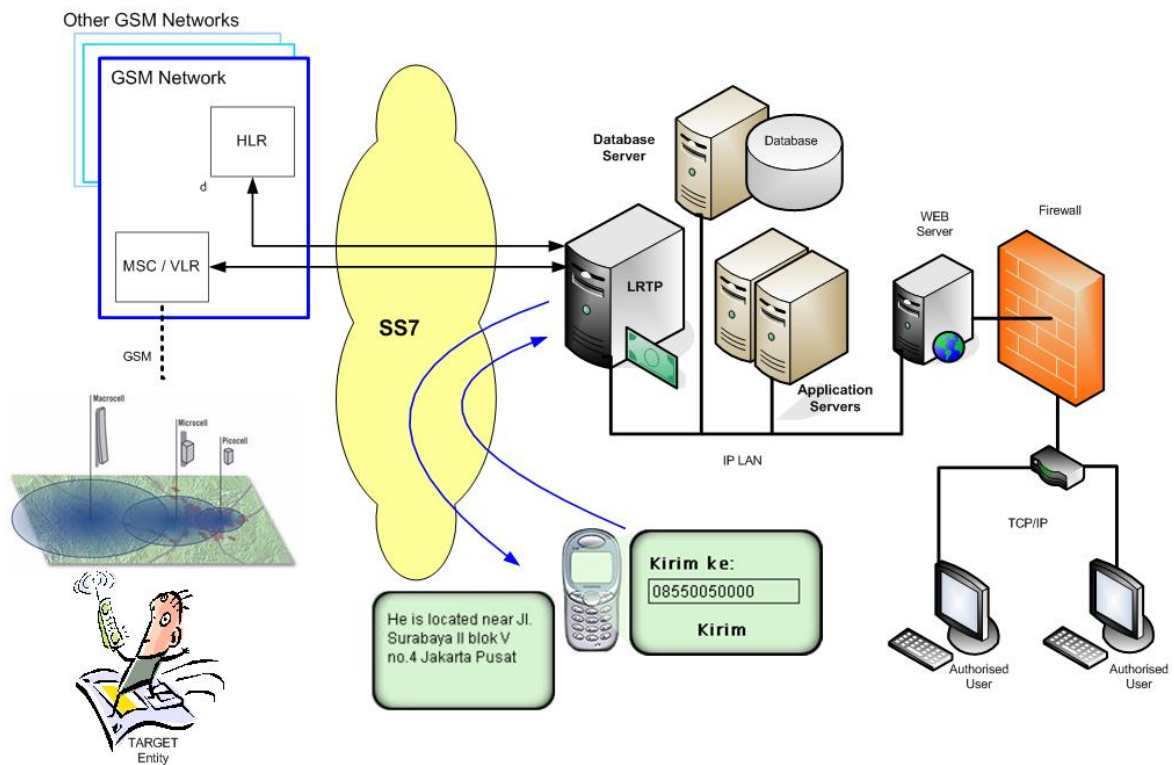 Other GSM Networks
GSM Network
HLR
d
MSC / VLR
GSM
Macrocell
Microcell
Picocell
TARGET
Entity
SS7
Database
Server
Database
LRTP
Application
Servers
WEB
Server
Firewall
IP LAN
TCP/IP
Authorised
User
Authorised
User
He is located near Jl.
Surabaya II blok V
no.4 Jakarta Pusat
Kirim ke:
08550050000
Kirim